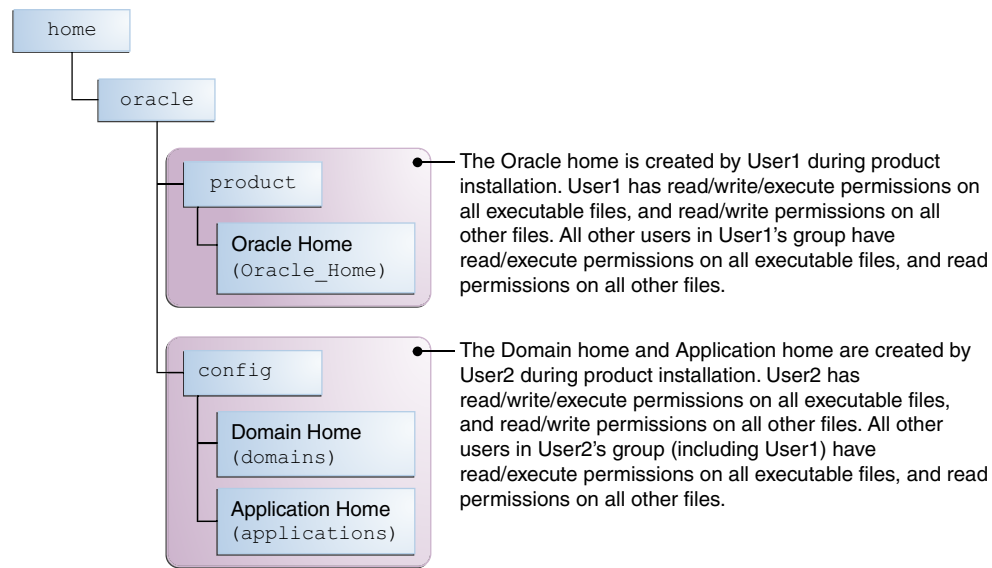 home
oracle
product
Oracle Home
(Oracle_Home)
The Oracle home is created by User1 during product
installation. User1 has read/write/execute permissions on
all executable files, and read/write permissions on all
other files. All other users in User1's group have
read/execute permissions on all executable files, and read
permissions on all other files.
config
Domain Home
(domains)
Application Home
(applications)
The Domain home and Application home are created by
User2 during product installation. User2 has
read/write/execute permissions on all executable files,
and read/write permissions on all other files. All other
users in User2's group (including User1) have
read/execute permissions on all executable files, and read
permissions on all other files.